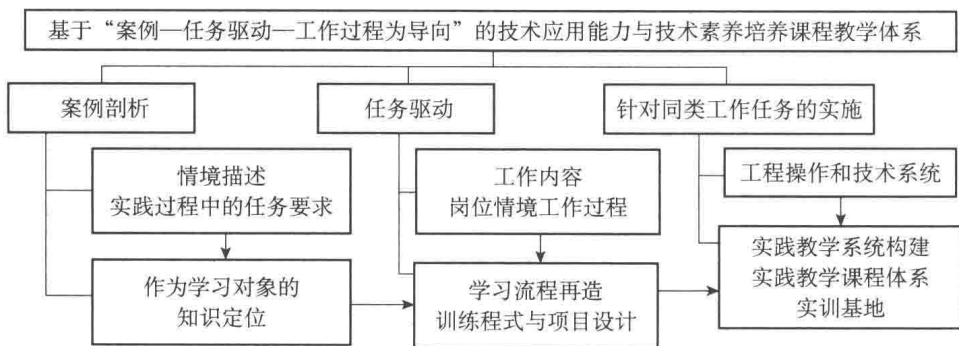 基于“案例—任务驱动—工作过程为导向”的技术应用能力与技术素养培养课程教学体系
案例剖析
任务驱动
针对同类工作任务的实施
情境描述
实践过程中的任务要求
工作内容
岗位情境工作过程
工程操作和技术系统
作为学习对象的
知识定位
学习流程再造
训练程式与项目设计
实践教学系统构建
实践教学课程体系
实训基地